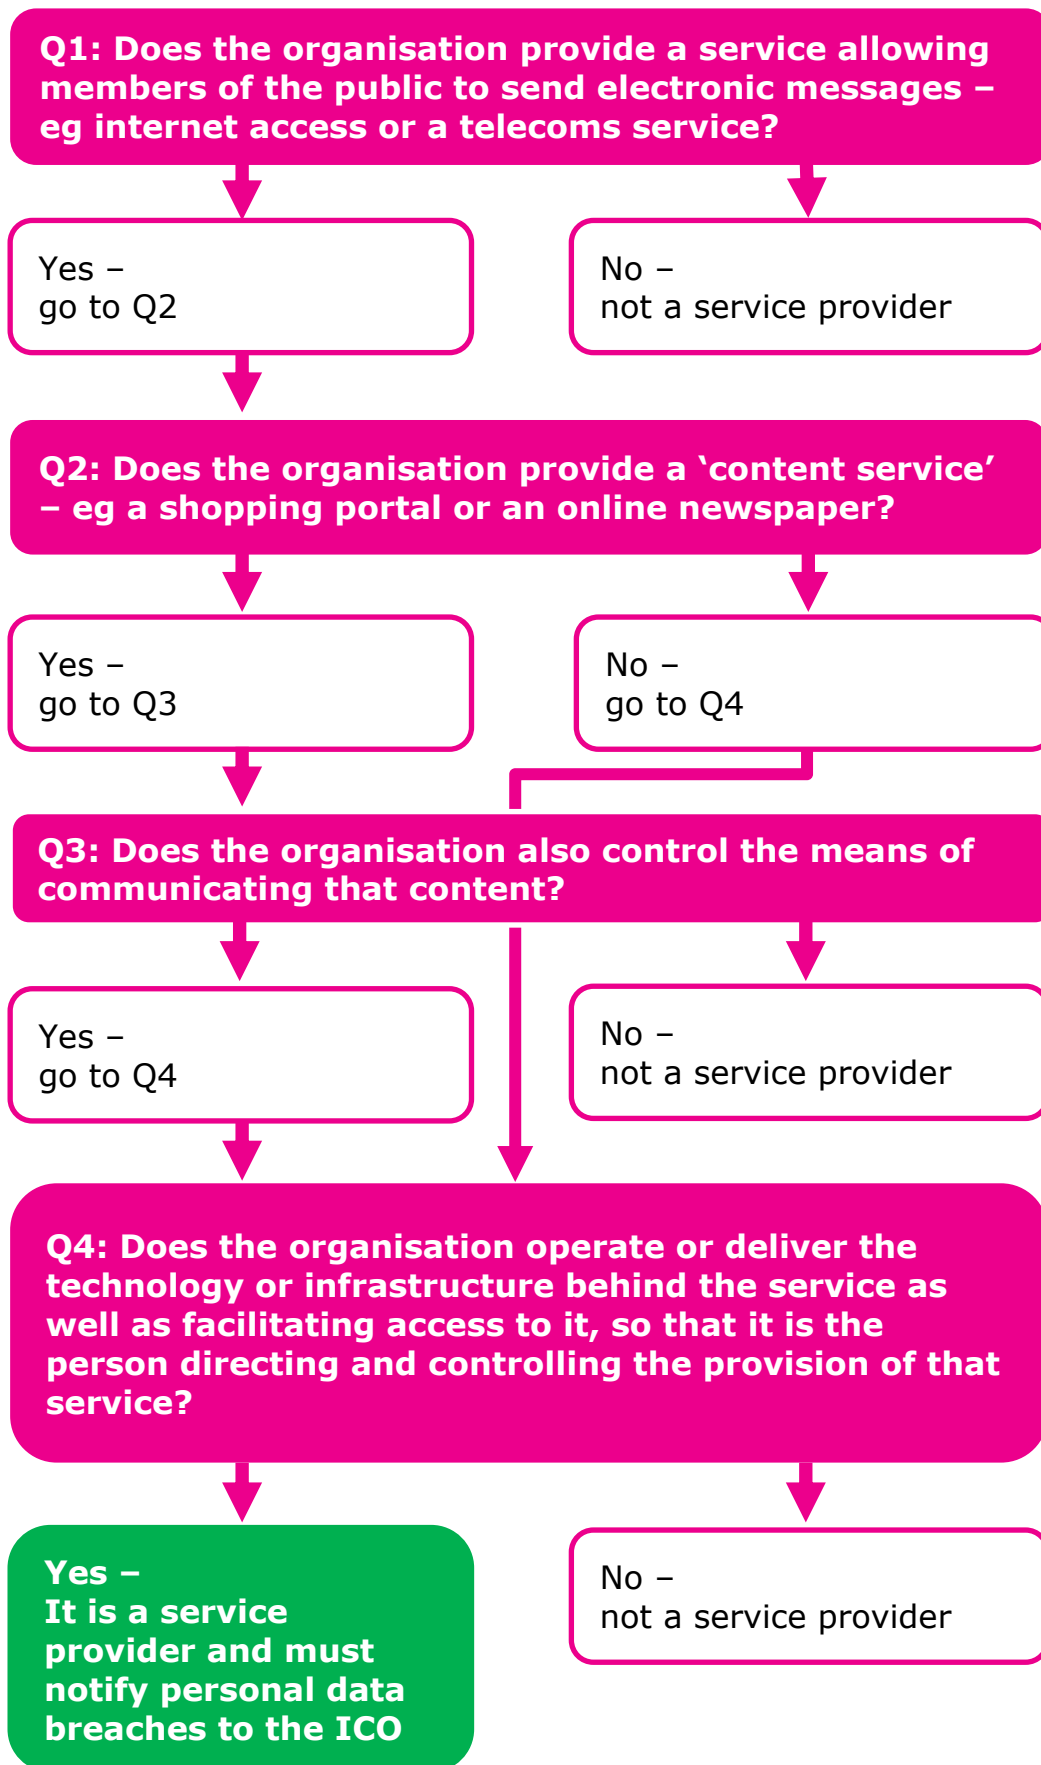 Q1: Does the organisation provide a service allowing
members of the public to send electronic messages –
eg internet access or a telecoms service?
Yes –
go to Q2
No –
not a service provider
Q2: Does the organisation provide a ‘content service’
– eg a shopping portal or an online newspaper?
Yes –
go to Q3
No –
go to Q4
Q3: Does the organisation also control the means of
communicating that content?
Yes –
go to Q4
No –
not a service provider
Q4: Does the organisation operate or deliver the
technology or infrastructure behind the service as
well as facilitating access to it, so that it is the
person directing and controlling the provision of that
service?
Yes –
It is a service
provider and must
notify personal data
breaches to the ICO
No –
not a service provider